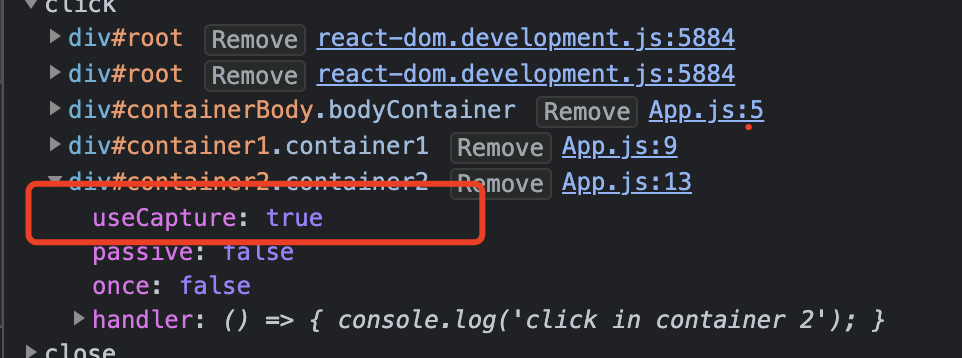 click
div#root Remove react-dom.development.js:5884
div#root Remove react-dom.development.js:5884
div#containerBody.bodyContainer Remove App.js:5
div#container1.container1 Remove App.js:9
div#container2.container2 Remove App.js:13
useCapture: true
passive: false
once: false
handler: () => { console.log('click in container 2'); }
close